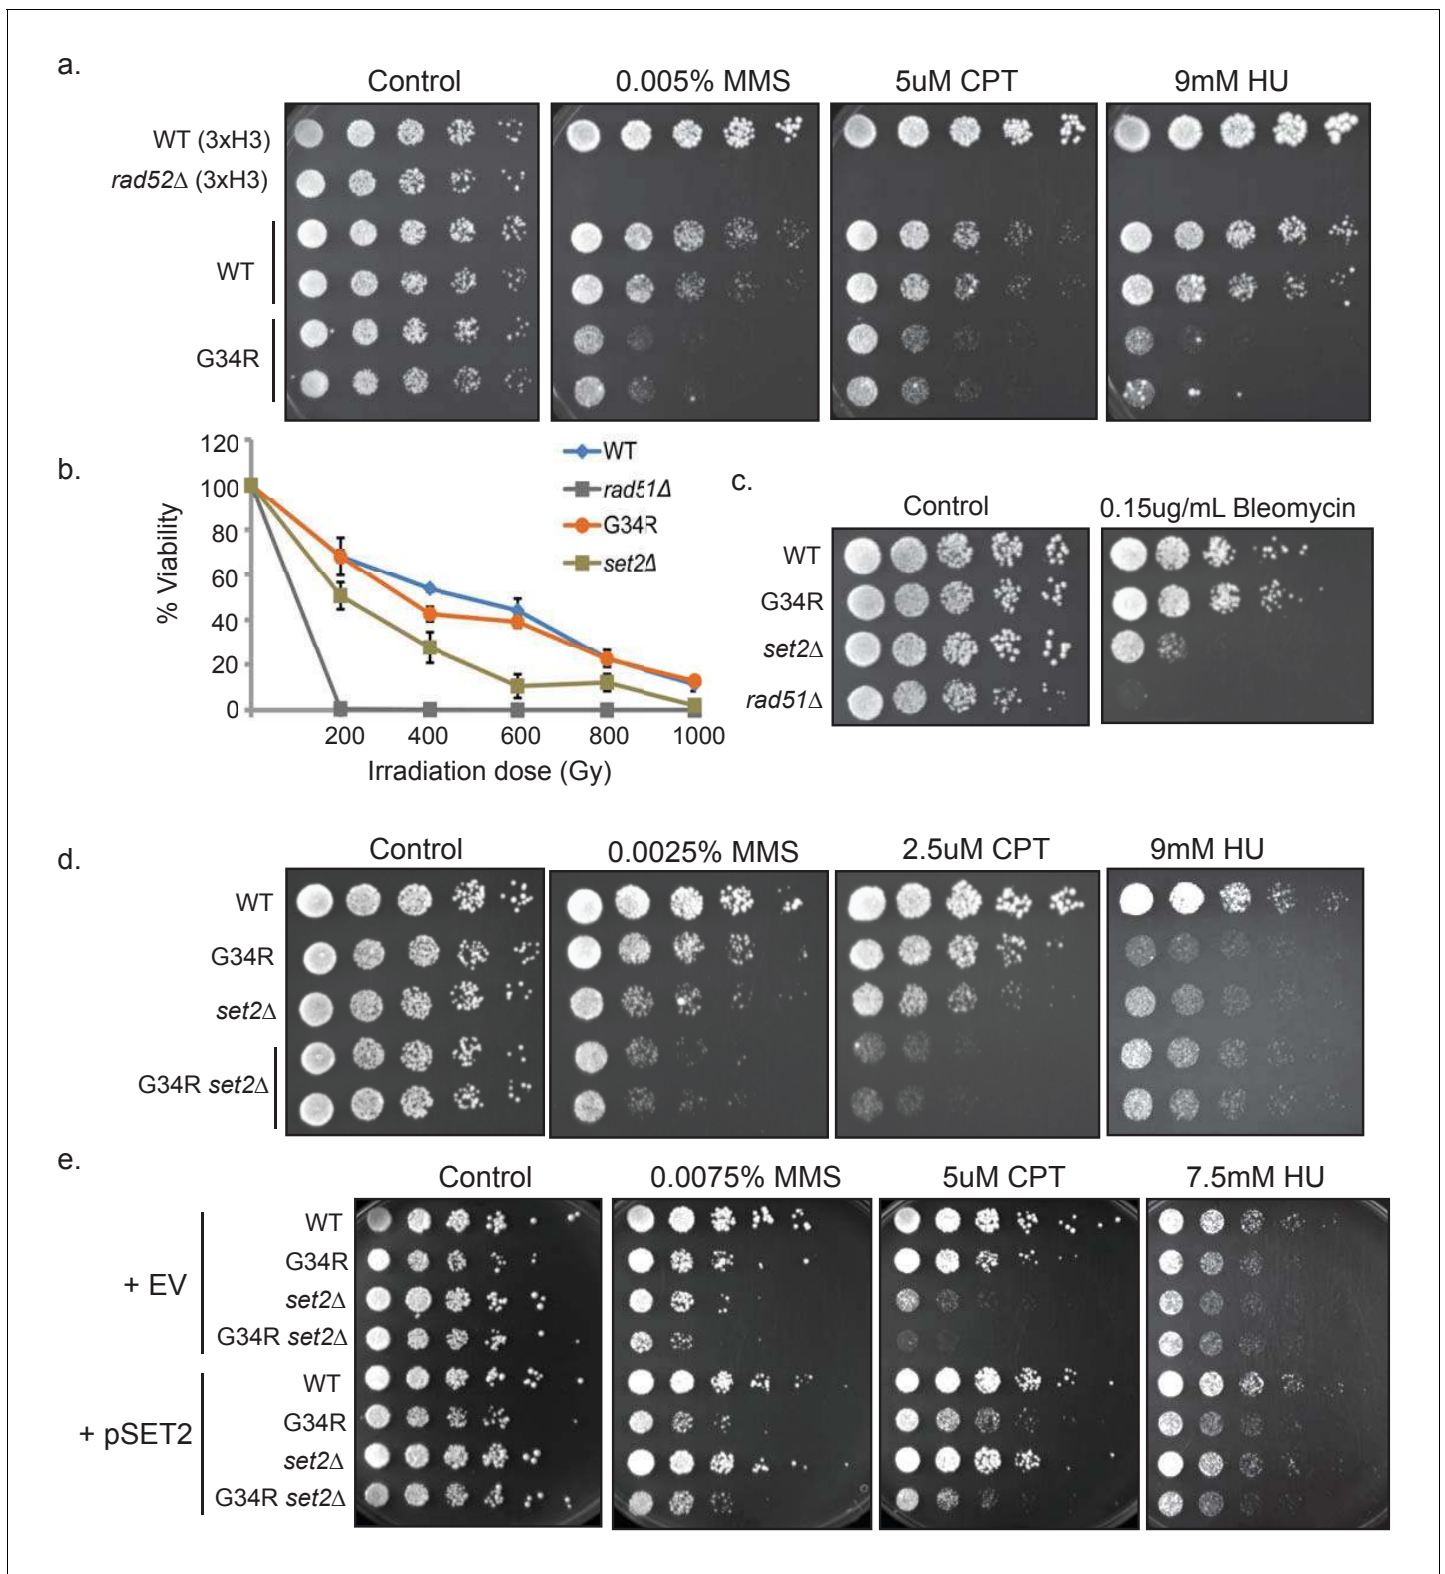 a.
Control 0.005% MMS 5uM CPT 9mM HU
WT (3xH3)
rad52Δ (3xH3)
WT
G34R
b.
120
100
80
60
40
20
0
% Viability
200 400 600 800 1000
Irradiation dose (Gy)
WT
rad51Δ
G34R
set2Δ
c.
Control 0.15ug/mL Bleomycin
WT
G34R
set2Δ
rad51Δ
d.
Control 0.0025% MMS 2.5uM CPT 9mM HU
WT
G34R
set2Δ
G34R set2Δ
e.
Control 0.0075% MMS 5uM CPT 7.5mM HU
+ EV
WT
G34R
set2Δ
G34R set2Δ
+ pSET2
WT
G34R
set2Δ
G34R set2Δ